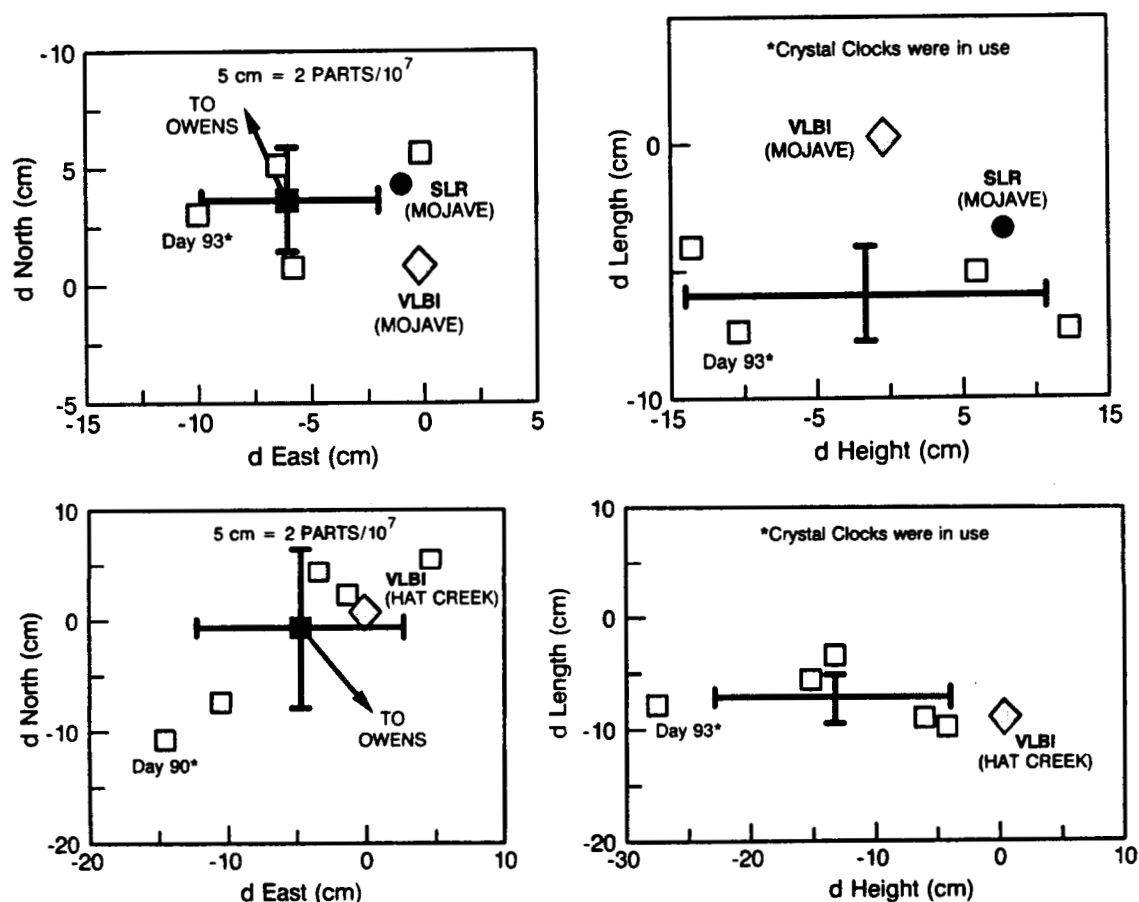 -10
5
0
-5
d North (cm)
5 cm = 2 PARTS/10^7
TO
OWENS
SLR
(MOJAVE)
Day 93*
VLBI
(MOJAVE)
-15
-10
-5
0
5
d East (cm)
*Crystal Clocks were in use
0
-10
d Length (cm)
VLBI
(MOJAVE)
SLR
(MOJAVE)
Day 93*
-15
-5
5
15
d Height (cm)
10
0
-10
-20
d North (cm)
5 cm = 2 PARTS/10^7
VLBI
(HAT CREEK)
TO
OWENS
Day 90*
-20
-10
0
10
d East (cm)
10
0
-10
-20
d Length (cm)
*Crystal Clocks were in use
Day 93*
VLBI
(HAT CREEK)
-30
-20
-10
0
10
d Height (cm)